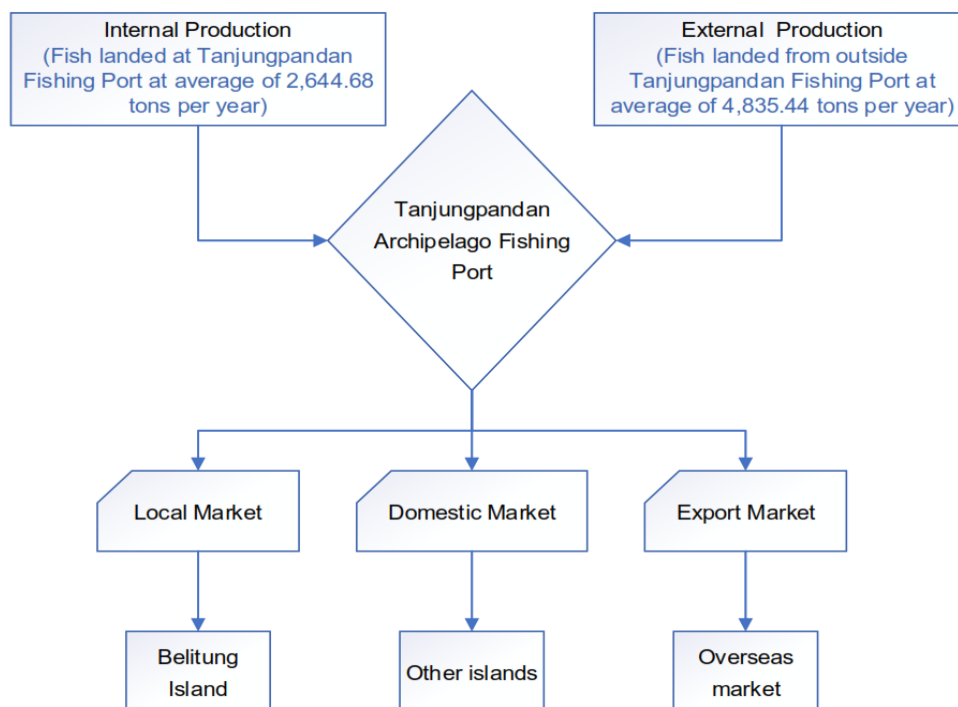 Internal Production
(Fish landed at Tanjungpandan
Fishing Port at average of 2,644.68
tons per year)
External Production
(Fish landed from outside
Tanjungpandan Fishing Port at
average of 4,835.44 tons per year)
Tanjungpandan
Archipelago Fishing
Port
Local Market
Domestic Market
Export Market
Belitung
Island
Other islands
Overseas
market